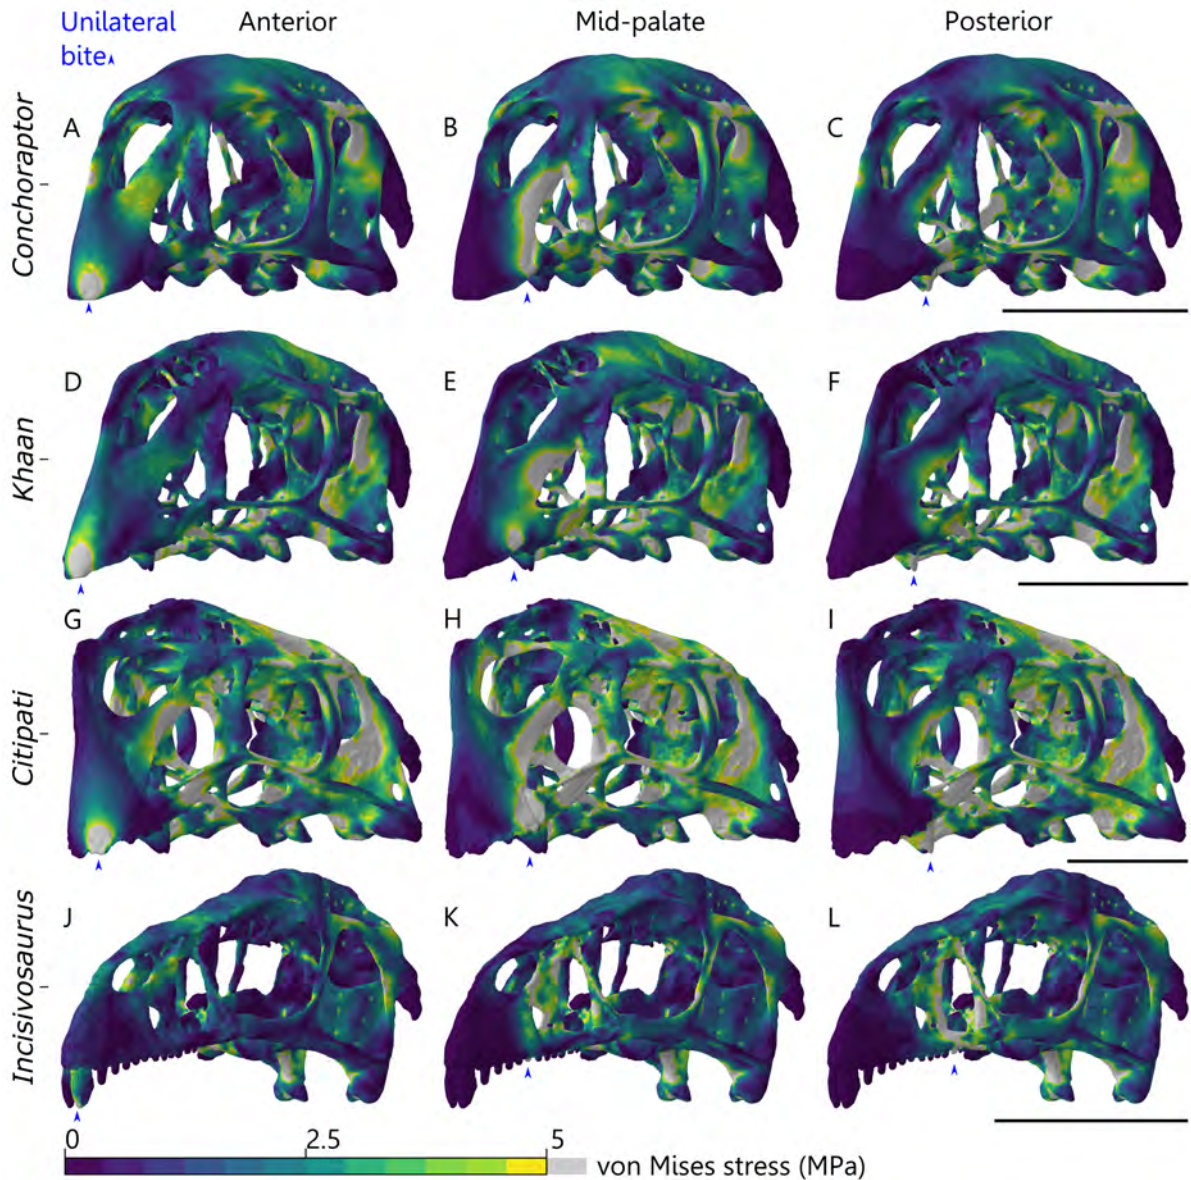 Unilateral
bite
Anterior
Mid-palate
Posterior
Conchoraptor
A
B
C
Khaan
D
E
F
Citipati
G
H
I
Incisivosaurus
J
K
L
0
2.5
5
von Mises stress (MPa)